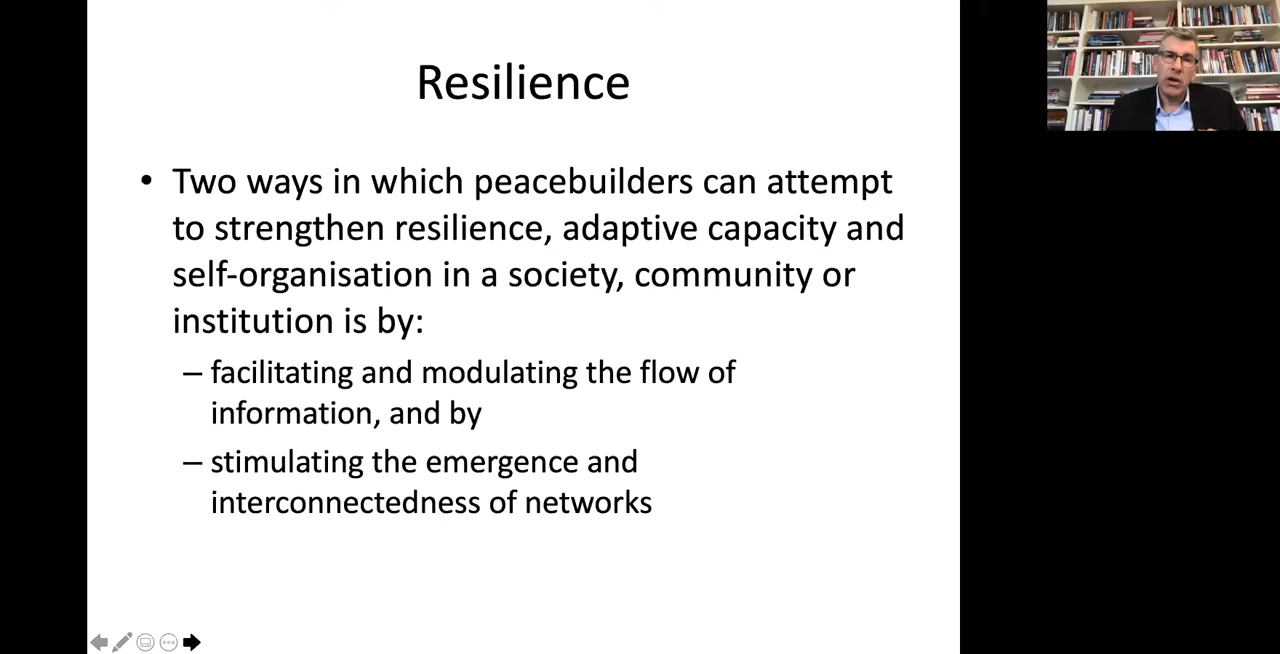 Resilience
• Two ways in which peacebuilders can attempt
to strengthen resilience, adaptive capacity and
self-organisation in a society, community or
institution is by:
– facilitating and modulating the flow of
information, and by
– stimulating the emergence and
interconnectedness of networks